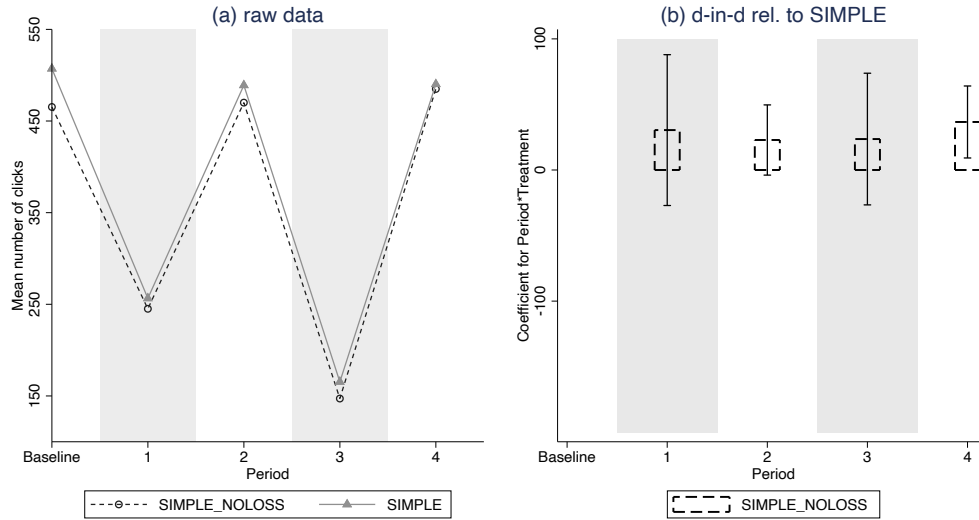 (a) raw data
550
450
350
250
150
Mean number of clicks
Baseline 1 2 3 4
Period
SIMPLE_NOLOSS SIMPLE
(b) d-in-d rel. to SIMPLE
100
0
-100
Coefficient for Period*Treatment
Baseline 1 2 3 4
Period
SIMPLE_NOLOSS